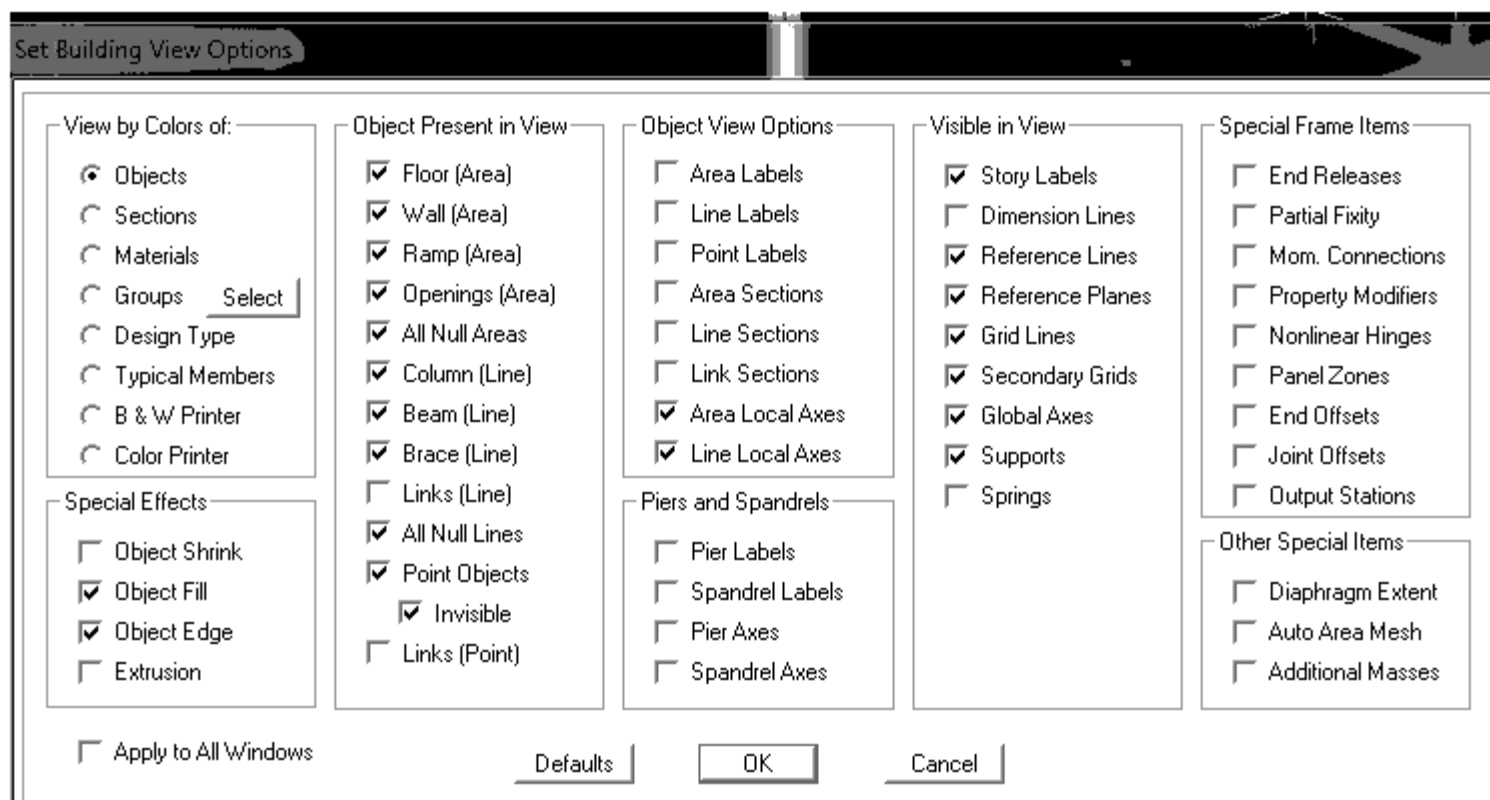 Set Building View Options
View by Colors of:
Objects
Sections
Materials
Groups Select
Design Type
Typical Members
B & W Printer
Color Printer
Special Effects
Object Shrink
Object Fill
Object Edge
Extrusion
Apply to All Windows
Object Present in View
Floor (Area)
Wall (Area)
Ramp (Area)
Openings (Area)
All Null Areas
Column (Line)
Beam (Line)
Brace (Line)
Links (Line)
All Null Lines
Point Objects
Invisible
Links (Point)
Object View Options
Area Labels
Line Labels
Point Labels
Area Sections
Line Sections
Link Sections
Area Local Axes
Line Local Axes
Piers and Spandrels
Pier Labels
Spandrel Labels
Pier Axes
Spandrel Axes
Visible in View
Story Labels
Dimension Lines
Reference Lines
Reference Planes
Grid Lines
Secondary Grids
Global Axes
Supports
Springs
Special Frame Items
End Releases
Partial Fixity
Mom. Connections
Property Modifiers
Nonlinear Hinges
Panel Zones
End Offsets
Joint Offsets
Output Stations
Other Special Items
Diaphragm Extent
Auto Area Mesh
Additional Masses
Defaults
OK
Cancel